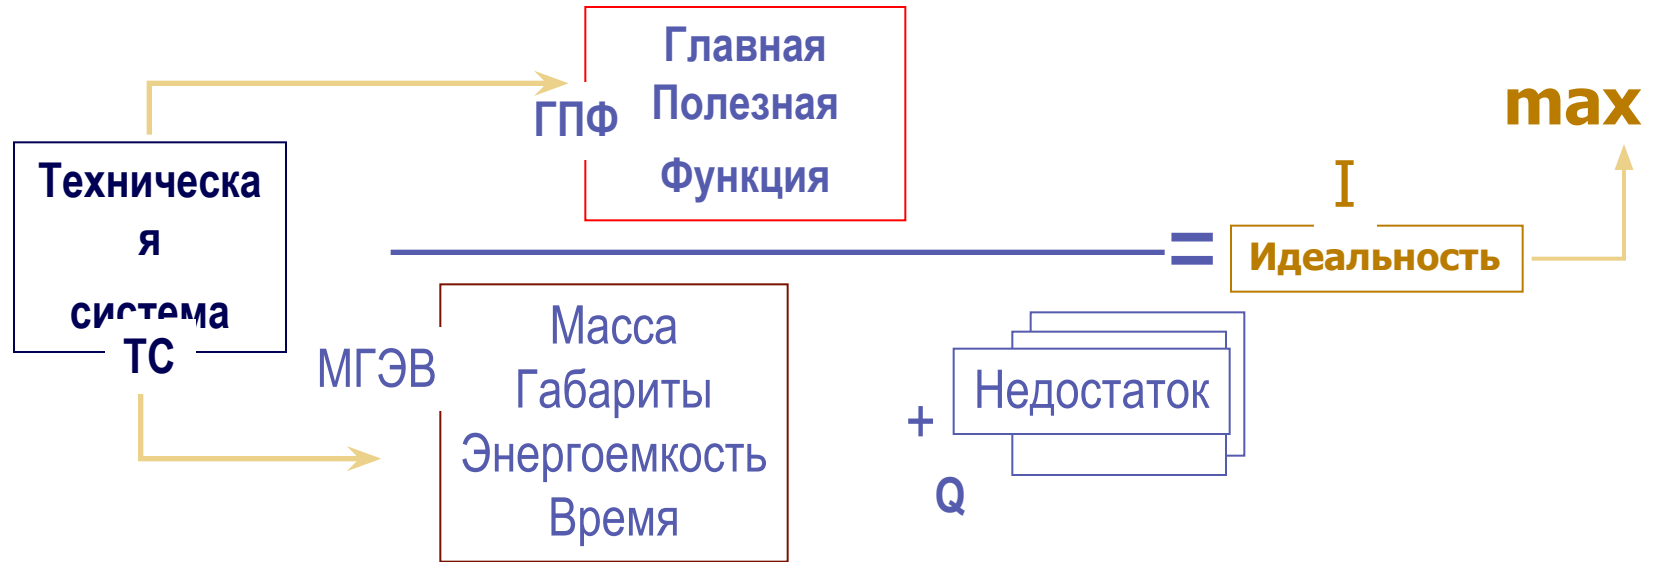 Техническа
я
система
ТС
ГПФ
Главная
Полезная
Функция
МГЭВ
Масса
Габариты
Энергоемкость
Время
+
Недостаток
Q
=
I
Идеальность
max